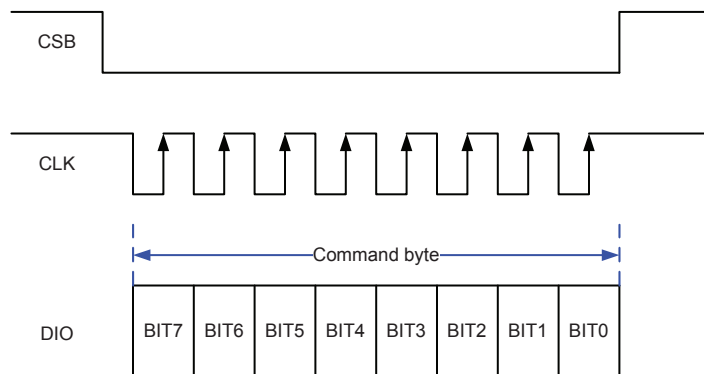 CSB
CLK
Command byte
DIO
BIT7 BIT6 BIT5 BIT4 BIT3 BIT2 BIT1 BIT0